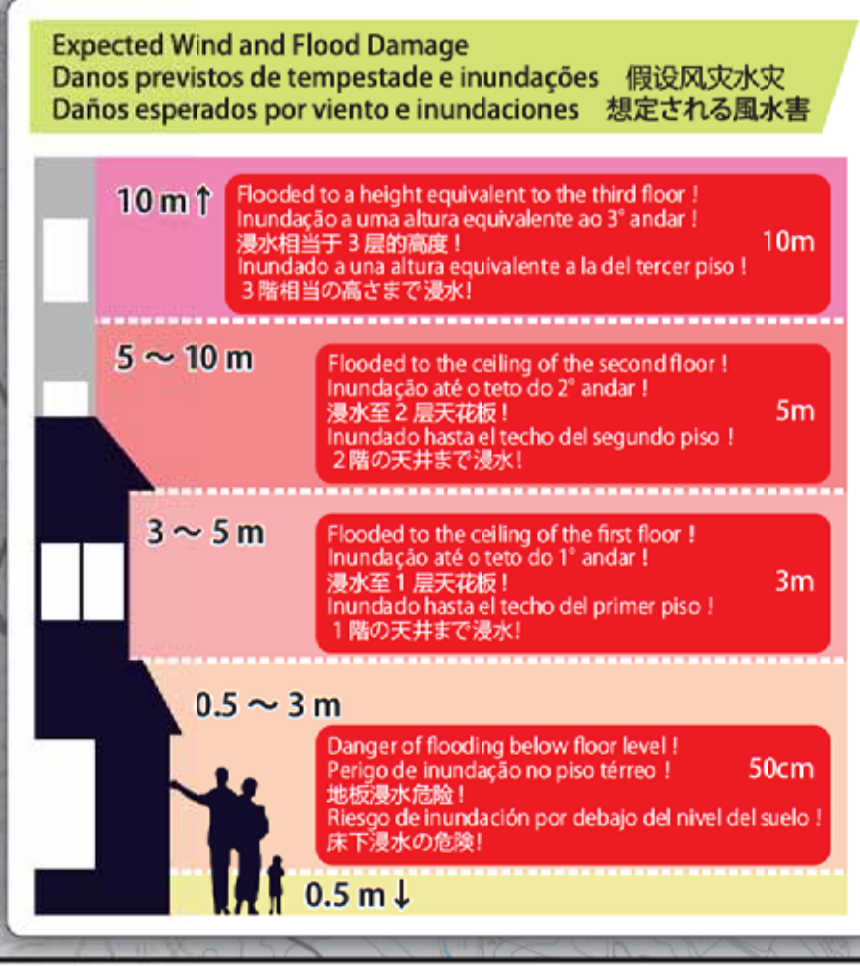 Expected Wind and Flood Damage
Danos previstos de tempestade e inundações 假设风灾水灾
Daños esperados por viento e inundaciones 想定される風水害
10 m↑
Flooded to a height equivalent to the third floor !
Inundação a uma altura equivalente ao 3° andar !
浸水相当于 3 层的高度 !
Inundado a una altura equivalente a la del tercer piso !
3 階相当の高さまで浸水!
10m
5 ～ 10 m
Flooded to the ceiling of the second floor !
Inundação até o teto do 2° andar !
浸水至 2 层天花板 !
Inundado hasta el techo del segundo piso !
2 階の天井まで浸水!
5m
3 ～ 5 m
Flooded to the ceiling of the first floor !
Inundação até o teto do 1° andar !
浸水至 1 层天花板 !
Inundado hasta el techo del primer piso !
1 階の天井まで浸水!
3m
0.5 ～ 3 m
Danger of flooding below floor level !
Perigo de inundação no piso térreo !
地板浸水危险 !
Riesgo de inundación por debajo del nivel del suelo !
床下浸水の危険!
50cm
0.5 m↓